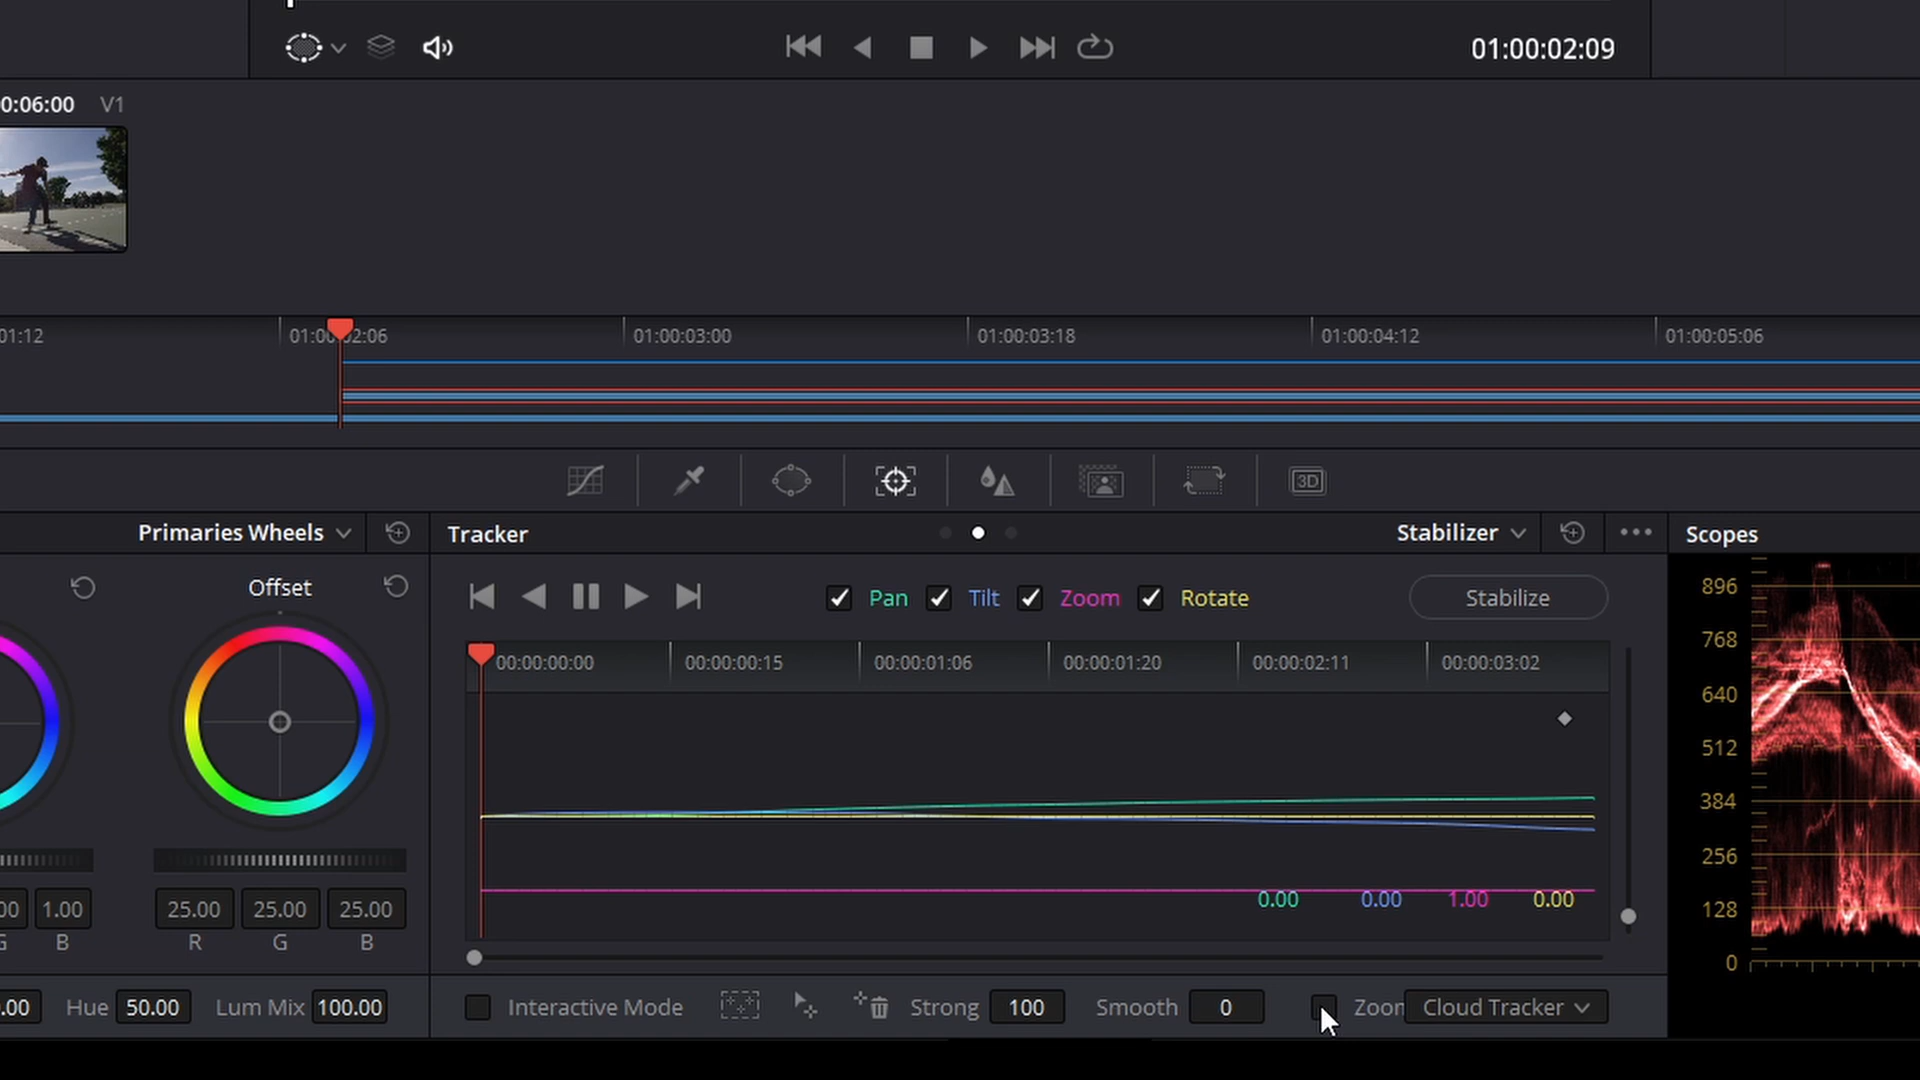 01:00:02:09
0:06:00 V1
01:12 01:00:02:06 01:00:03:00 01:00:03:18 01:00:04:12 01:00:05:06
3D
Primaries Wheels Tracker Stabilizer Scopes
Offset Pan Tilt Zoom Rotate Stabilize
00:00:00:00 00:00:00:15 00:00:01:06 00:00:01:20 00:00:02:11 00:00:03:02
896
768
640
512
384
256
128
0
0.00 0.00 1.00 0.00
00 1.00 25.00 25.00 25.00
G B R G B
.00 Hue 50.00 Lum Mix 100.00 Interactive Mode Strong 100 Smooth 0 Zoom Cloud Tracker